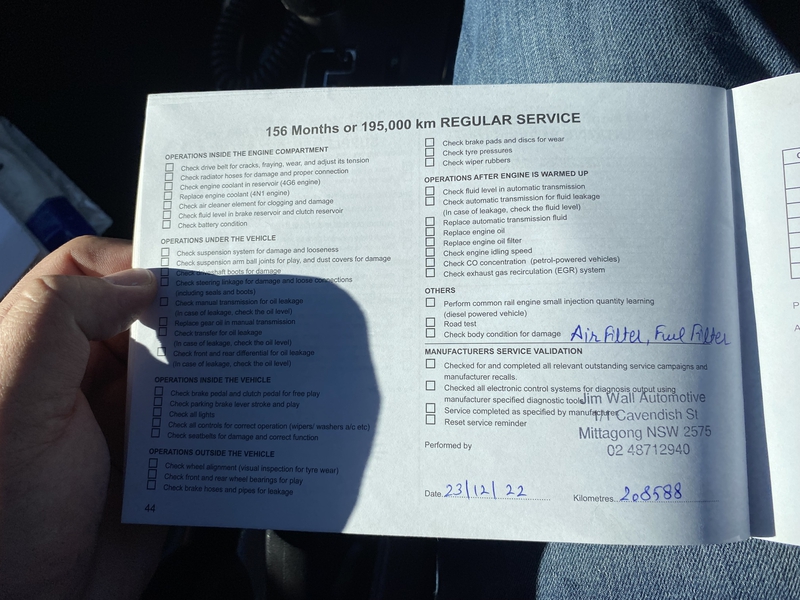 156 Months or 195,000 km REGULAR SERVICE
OPERATIONS INSIDE THE ENGINE COMPARTMENT
Check drive belt for cracks, fraying, wear, and adjust its tension
Check radiator hoses for damage and proper connection
Check engine coolant in reservoir (4G6 engine)
Replace engine coolant (4N1 engine)
Check air cleaner element for clogging and damage
Check fluid level in brake reservoir and clutch reservoir
Check battery condition
OPERATIONS UNDER THE VEHICLE
Check suspension system for damage and looseness
Check suspension arm ball joints for play, and dust covers for damage
Check driveshaft boots for damage
Check steering linkage for damage and loose connections
(including seals and boots)
Check manual transmission for oil leakage
(In case of leakage, check the oil level)
Replace gear oil in manual transmission
Check transfer for oil leakage
(In case of leakage, check the oil level)
Check front and rear differential for oil leakage
(In case of leakage, check the oil level)
OPERATIONS INSIDE THE VEHICLE
Check brake pedal and clutch pedal for free play
Check parking brake lever stroke and play
Check all lights
Check all controls for correct operation (wipers/ washers a/c etc)
Check seatbelts for damage and correct function
OPERATIONS OUTSIDE THE VEHICLE
Check wheel alignment (visual inspection for tyre wear)
Check front and rear wheel bearings for play
Check brake hoses and pipes for leakage
44
Check brake pads and discs for wear
Check tyre pressures
Check wiper rubbers
OPERATIONS AFTER ENGINE IS WARMED UP
Check fluid level in automatic transmission
Check automatic transmission for fluid leakage
(In case of leakage, check the fluid level)
Replace automatic transmission fluid
Replace engine oil
Replace engine oil filter
Check engine idling speed
Check CO concentration (petrol-powered vehicles)
Check exhaust gas recirculation (EGR) system
OTHERS
Perform common rail engine small injection quantity learning
(diesel powered vehicle)
Road test
Check body condition for damage Air Filter, Fuel Filter
MANUFACTURERS SERVICE VALIDATION
Checked for and completed all relevant outstanding service campaigns and
manufacturer recalls.
Checked all electronic control systems for diagnosis output using
manufacturer specified diagnostic tools
Service completed as specified by manufacturer
Reset service reminder
Jim Wall Automotive
Cavendish St
Mittagong NSW 2575
02 48712940
Performed by
Date 23/12/22 Kilometres. 208588